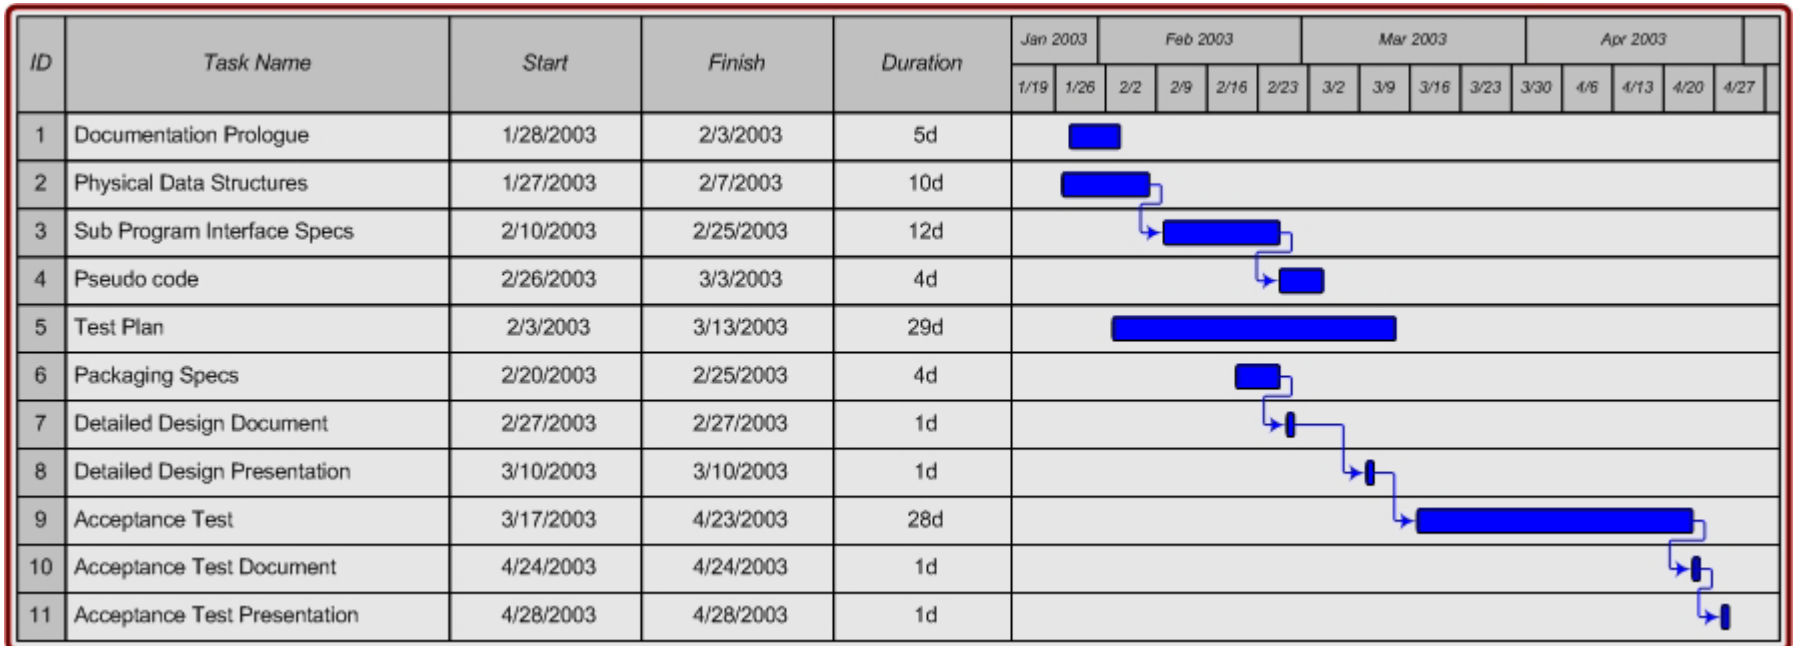 ID Task Name Start Finish Duration Jan 2003 Feb 2003 Mar 2003 Apr 2003
1/19 1/26 2/2 2/9 2/16 2/23 3/2 3/9 3/16 3/23 3/30 4/6 4/13 4/20 4/27
1 Documentation Prologue 1/28/2003 2/3/2003 5d
2 Physical Data Structures 1/27/2003 2/7/2003 10d
3 Sub Program Interface Specs 2/10/2003 2/25/2003 12d
4 Pseudo code 2/26/2003 3/3/2003 4d
5 Test Plan 2/3/2003 3/13/2003 29d
6 Packaging Specs 2/20/2003 2/25/2003 4d
7 Detailed Design Document 2/27/2003 2/27/2003 1d
8 Detailed Design Presentation 3/10/2003 3/10/2003 1d
9 Acceptance Test 3/17/2003 4/23/2003 28d
10 Acceptance Test Document 4/24/2003 4/24/2003 1d
11 Acceptance Test Presentation 4/28/2003 4/28/2003 1d